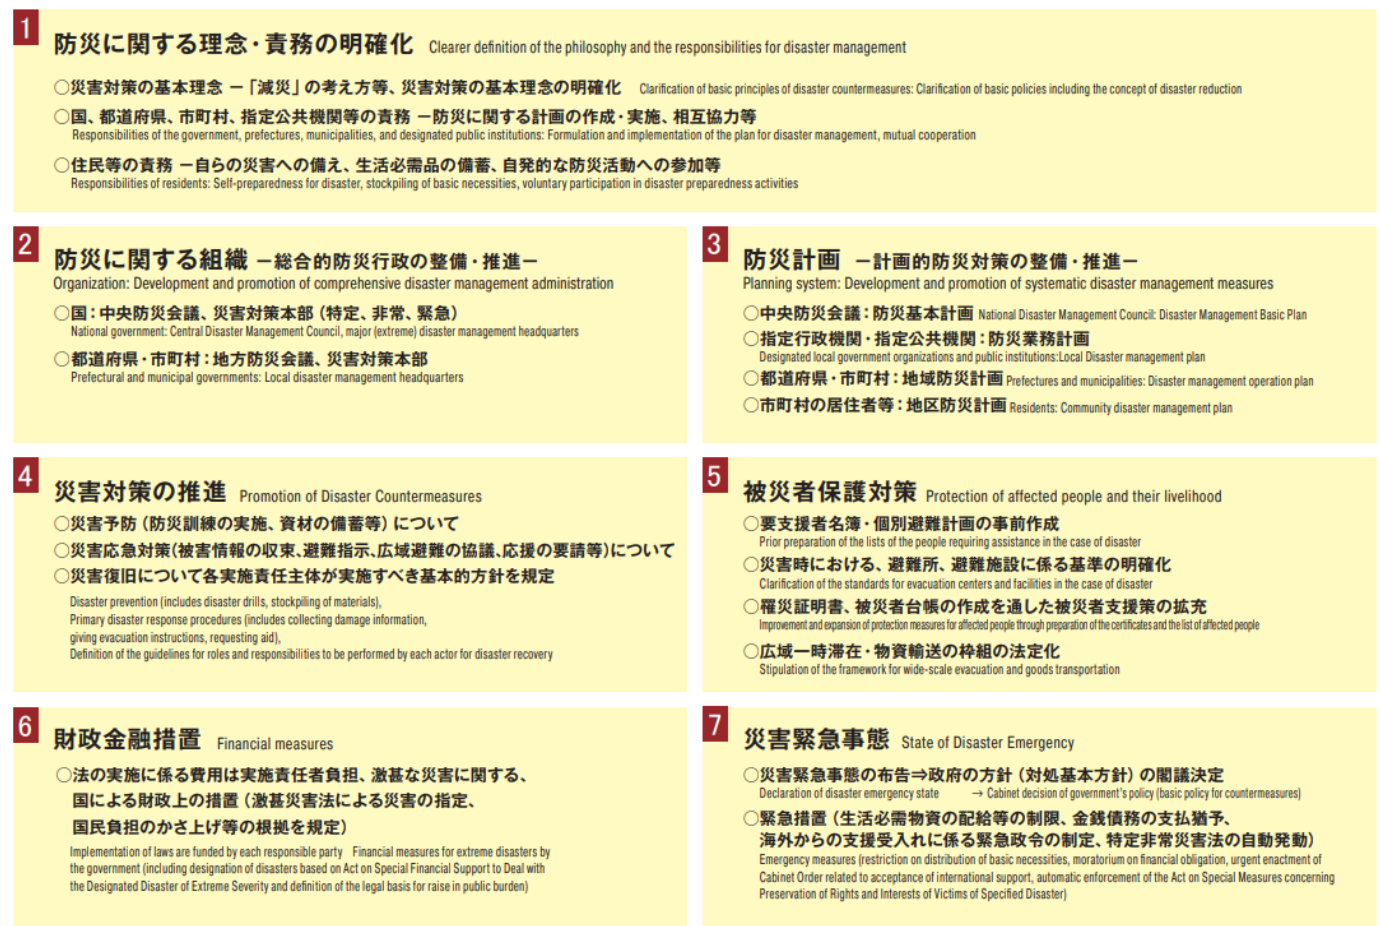 1
防災に関する理念・責務の明確化 Clearer definition of the philosophy and the responsibilities for disaster management
○災害対策の基本理念 －「減災」の考え方等、災害対策の基本理念の明確化 Clarification of basic principles of disaster countermeasures: Clarification of basic policies including the concept of disaster reduction
○国、都道府県、市町村、指定公共機関等の責務 －防災に関する計画の作成・実施、相互協力等
Responsibilities of the government, prefectures, municipalities, and designated public institutions: Formulation and implementation of the plan for disaster management, mutual cooperation
○住民等の責務 －自らの災害への備え、生活必需品の備蓄、自発的な防災活動への参加等
Responsibilities of residents: Self-preparedness for disaster, stockpiling of basic necessities, voluntary participation in disaster preparedness activities
2
防災に関する組織 －総合的防災行政の整備・推進－
Organization: Development and promotion of comprehensive disaster management administration
○国：中央防災会議、災害対策本部（特定、非常、緊急）
National government: Central Disaster Management Council, major (extreme) disaster management headquarters
○都道府県・市町村：地方防災会議、災害対策本部
Prefectural and municipal governments: Local disaster management headquarters
3
防災計画 －計画的防災対策の整備・推進－
Planning system: Development and promotion of systematic disaster management measures
○中央防災会議：防災基本計画 National Disaster Management Council: Disaster Management Basic Plan
○指定行政機関・指定公共機関：防災業務計画
Designated local government organizations and public institutions:Local Disaster management plan
○都道府県・市町村：地域防災計画 Prefectures and municipalities: Disaster management operation plan
○市町村の居住者等：地区防災計画 Residents: Community disaster management plan
4
災害対策の推進 Promotion of Disaster Countermeasures
○災害予防（防災訓練の実施、資材の備蓄等）について
○災害応急対策（被害情報の収束、避難指示、広域避難の協議、応援の要請等）について
○災害復旧について各実施責任主体が実施すべき基本的方針を規定
Disaster prevention (includes disaster drills, stockpiling of materials),
Primary disaster response procedures (includes collecting damage information,
giving evacuation instructions, requesting aid),
Definition of the guidelines for roles and responsibilities to be performed by each actor for disaster recovery
5
被災者保護対策 Protection of affected people and their livelihood
○要支援者名簿・個別避難計画の事前作成
Prior preparation of the lists of the people requiring assistance in the case of disaster
○災害時における、避難所、避難施設に係る基準の明確化
Clarification of the standards for evacuation centers and facilities in the case of disaster
○罹災証明書、被災者台帳の作成を通した被災者支援策の拡充
Improvement and expansion of protection measures for affected people through preparation of the certificates and the list of affected people
○広域一時滞在・物資輸送の枠組の法定化
Stipulation of the framework for wide-scale evacuation and goods transportation
6
財政金融措置 Financial measures
○法の実施に係る費用は実施責任者負担、激甚な災害に関する、
国による財政上の措置（激甚災害法による災害の指定、
国民負担のかさ上げ等の根拠を規定）
Implementation of laws are funded by each responsible party Financial measures for extreme disasters by
the government (including designation of disasters based on Act on Special Financial Support to Deal with
the Designated Disaster of Extreme Severity and definition of the legal basis for raise in public burden)
7
災害緊急事態 State of Disaster Emergency
○災害緊急事態の布告⇒政府の方針（対処基本方針）の閣議決定
Declaration of disaster emergency state → Cabinet decision of government's policy (basic policy for countermeasures)
○緊急措置（生活必需物資の配給等の制限、金銭債務の支払猶予、
海外からの支援受入れに係る緊急政令の制定、特定非常災害法の自動発動）
Emergency measures (restriction on distribution of basic necessities, moratorium on financial obligation, urgent enactment of
Cabinet Order related to acceptance of international support, automatic enforcement of the Act on Special Measures concerning
Preservation of Rights and Interests of Victims of Specified Disaster)